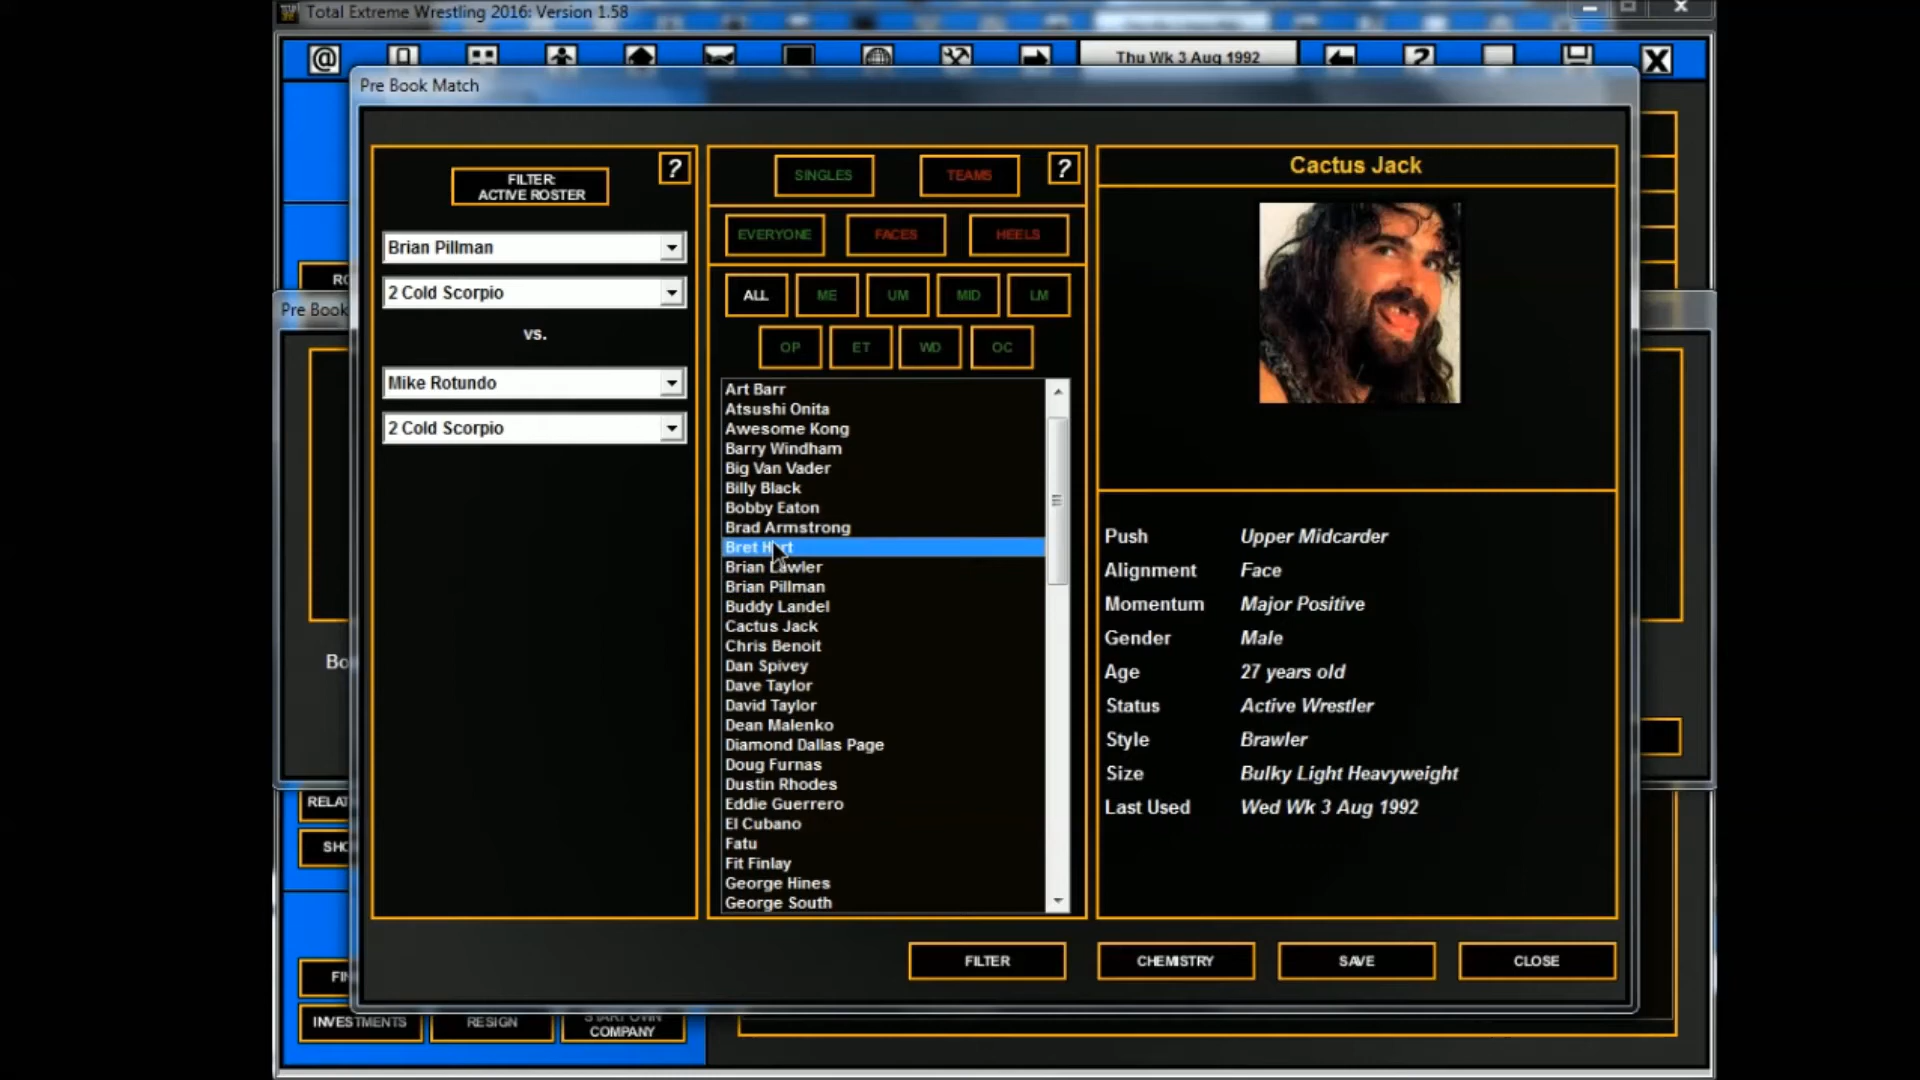 Total Extreme Wrestling 2016: Version 1.58
@
Thu Wk 3 Aug 1992
?
X
Pre Book Match
FILTER:
ACTIVE ROSTER
?
Brian Pillman
2 Cold Scorpio
vs.
Mike Rotundo
2 Cold Scorpio
SINGLES
TEAMS
?
EVERYONE
FACES
HEELS
ALL
ME
UM
MID
LM
OP
ET
WD
OC
Art Barr
Atsushi Onita
Awesome Kong
Barry Windham
Big Van Vader
Billy Black
Bobby Eaton
Brad Armstrong
Bret Hart
Brian Lawler
Brian Pillman
Buddy Landel
Cactus Jack
Chris Benoit
Dan Spivey
Dave Taylor
David Taylor
Dean Malenko
Diamond Dallas Page
Doug Furnas
Dustin Rhodes
Eddie Guerrero
El Cubano
Fatu
Fit Finlay
George Hines
George South
Cactus Jack
Push Upper Midcarder
Alignment Face
Momentum Major Positive
Gender Male
Age 27 years old
Status Active Wrestler
Style Brawler
Size Bulky Light Heavyweight
Last Used Wed Wk 3 Aug 1992
FILTER
CHEMISTRY
SAVE
CLOSE
Pre Book
INVESTMENTS
RESIGN
START OWN
COMPANY